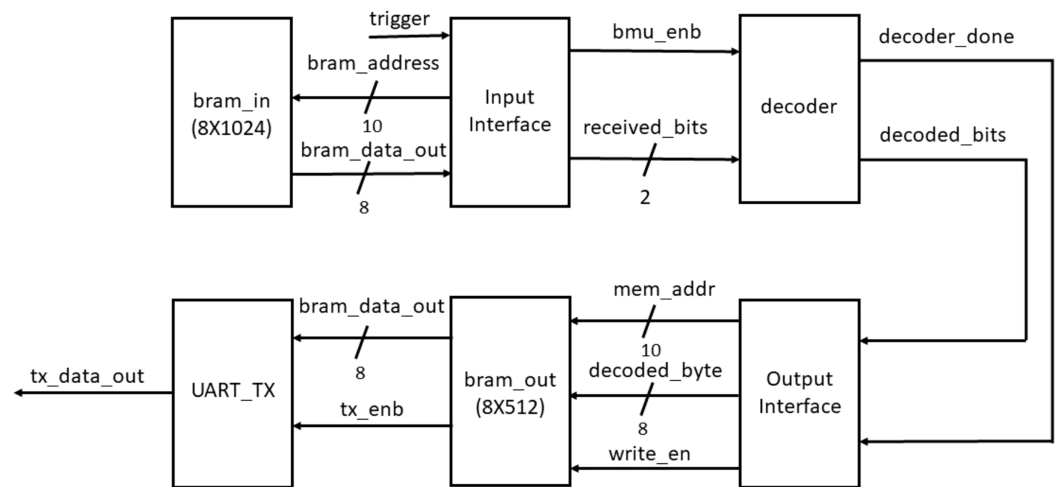 trigger
bmu_enb
decoder_done
bram_address
bram_in
(8X1024)
Input
Interface
decoder
10
received_bits
decoded_bits
bram_data_out
8
2
mem_addr
bram_data_out
10
tx_data_out
8
decoded_byte
UART_TX
bram_out
(8X512)
Output
Interface
tx_enb
8
write_en